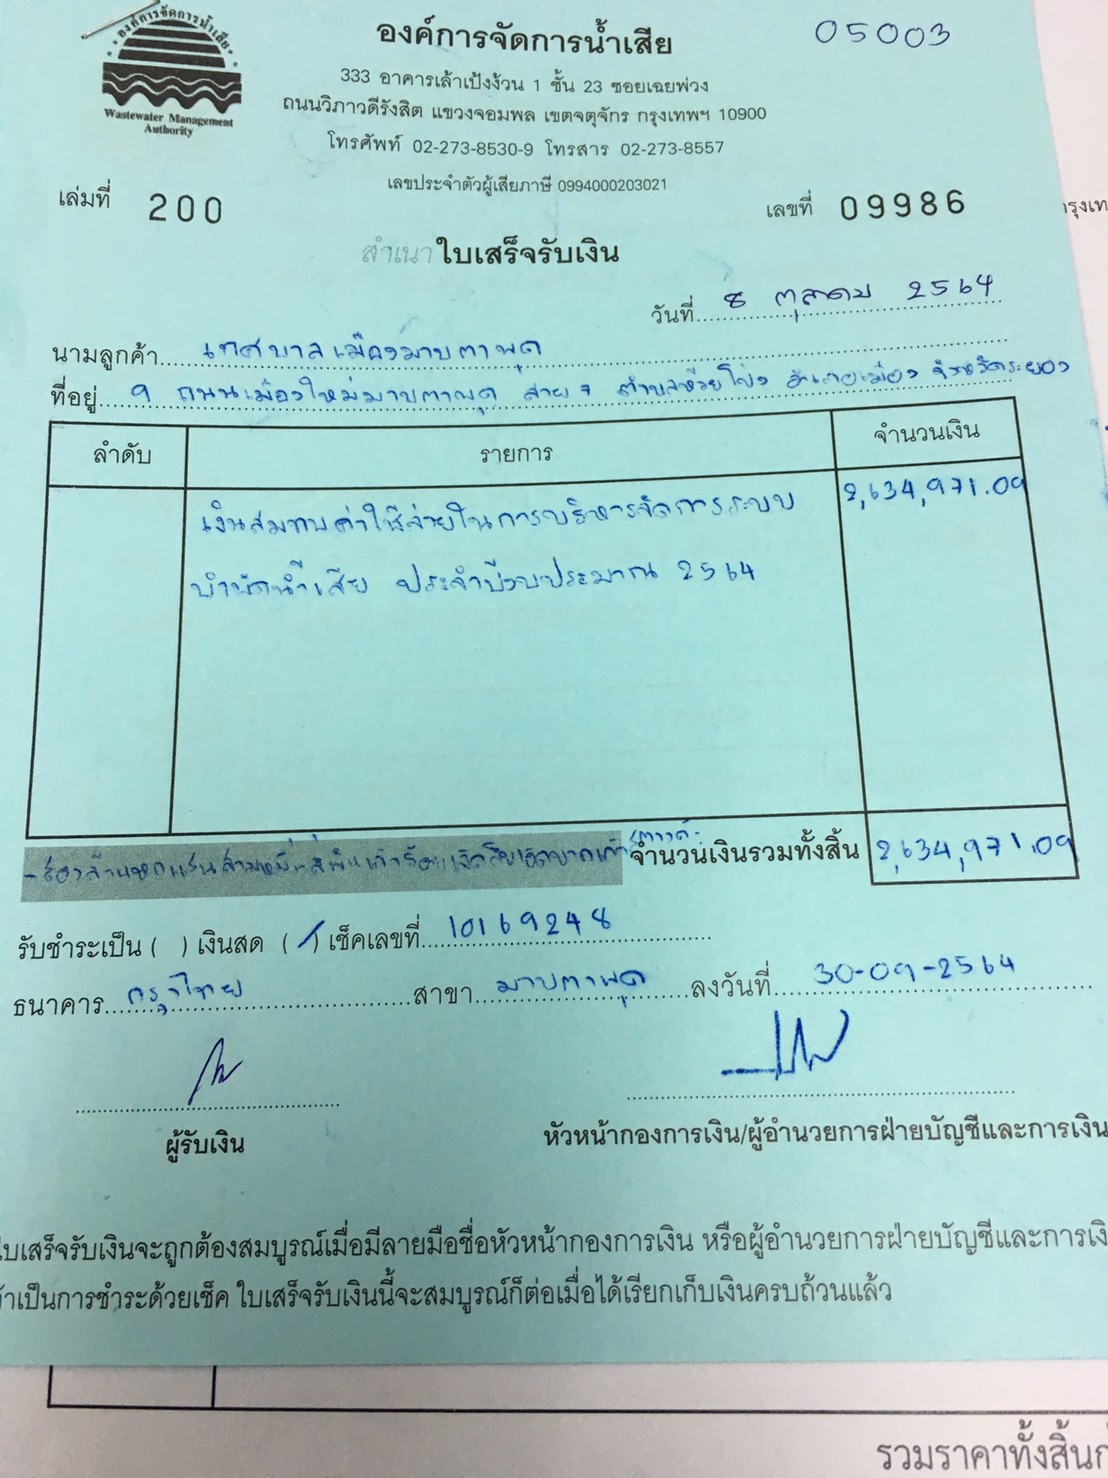 องค์การจัดการน้ำเสีย
05003
333 อาคารเล้าเป้งง้วน 1 ชั้น 23 ซอยเฉยพ่วง
ถนนวิภาวดีรังสิต แขวงจอมพล เขตจตุจักร กรุงเทพฯ 10900
โทรศัพท์ 02-273-8530-9 โทรสาร 02-273-8557
เลขประจำตัวผู้เสียภาษี 0994000203021
องค์การจัดการน้ำเสีย
Wastewater Management
Authority
เล่มที่ 200
เลขที่ 09986
สำเนา ใบเสร็จรับเงิน
วันที่ 8 ตุลาคม 2564
นามลูกค้า เทศบาลเมืองมาบตาพุด
ที่อยู่ 9 ถนนเมืองใหม่มาบตาพุด สาย 7 ตำบลห้วยโป่ง อำเภอเมือง จังหวัดระยอง
ลำดับ รายการ จำนวนเงิน
เงินสมทบค่าใช้จ่ายในการบริหารจัดการระบบ 2,634,971.09
บำบัดน้ำเสีย ประจำปีงบประมาณ 2564
-สองล้านหกแสนสามหมื่นสี่พันเก้าร้อยเจ็ดสิบเอ็ดบาทเก้าสตางค์- จำนวนเงินรวมทั้งสิ้น 2,634,971.09
รับชำระเป็น ( ) เงินสด (/) เช็คเลขที่ 10169248
ธนาคาร กรุงไทย สาขา มาบตาพุด ลงวันที่ 30-09-2564
ผู้รับเงิน
หัวหน้ากองการเงิน/ผู้อำนวยการฝ่ายบัญชีและการเงิน
ใบเสร็จรับเงินจะถูกต้องสมบูรณ์เมื่อมีลายมือชื่อหัวหน้ากองการเงิน หรือผู้อำนวยการฝ่ายบัญชีและการเงิ
ถ้าเป็นการชำระด้วยเช็ค ใบเสร็จรับเงินนี้จะสมบูรณ์ก็ต่อเมื่อได้เรียกเก็บเงินครบถ้วนแล้ว
รวมราคาทั้งสิ้น